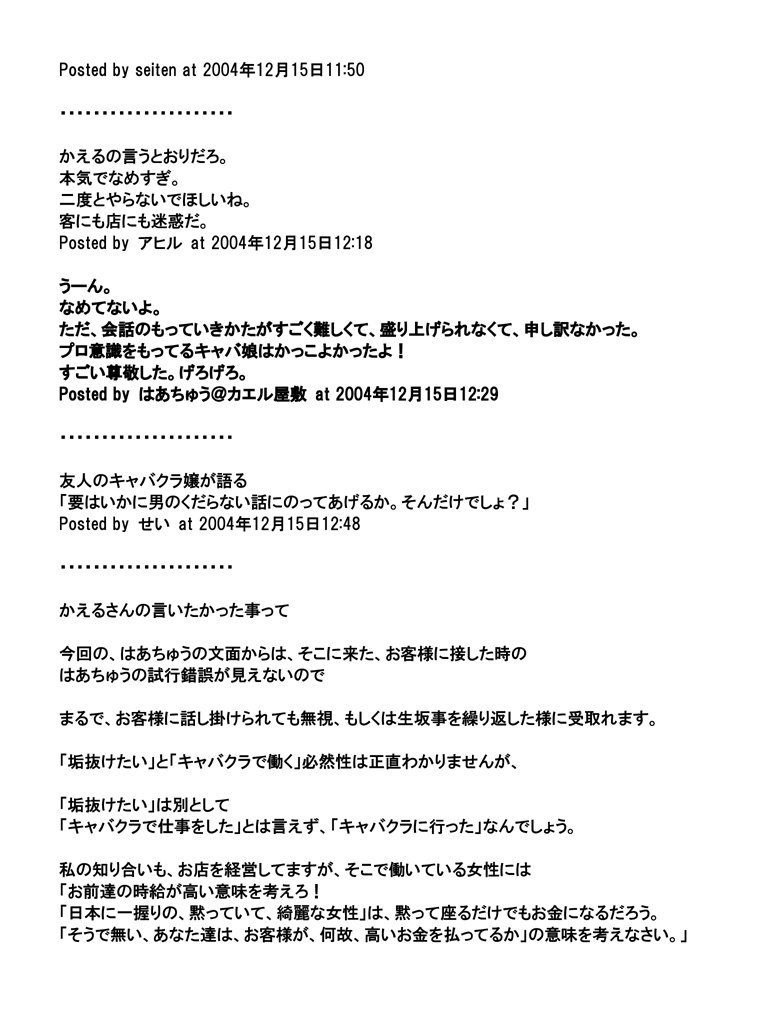 Posted by seiten at 2004年12月15日11:50
・・・・・・・・・・・・・・・・・・・・・
かえるの言うとおりだろ。
本気でなめすぎ。
二度とやらないでほしいね。
客にも店にも迷惑だ。
Posted by アヒル at 2004年12月15日12:18
うーん。
なめてないよ。
ただ、会話のもっていきかたがすごく難しくて、盛り上げられなくて、申し訳なかった。
プロ意識をもってるキャバ娘はかっこよかったよ！
すごい尊敬した。げろげろ。
Posted by はあちゅう＠カエル屋敷 at 2004年12月15日12:29
・・・・・・・・・・・・・・・・・・・・・
友人のキャバクラ嬢が語る
「要はいかに男のくだらない話にのってあげるか。そんだけでしょ？」
Posted by せい at 2004年12月15日12:48
・・・・・・・・・・・・・・・・・・・・・
かえるさんの言いたかった事って
今回の、はあちゅうの文面からは、そこに来た、お客様に接した時の
はあちゅうの試行錯誤が見えないので
まるで、お客様に話し掛けられても無視、もしくは生坂事を繰り返した様に受取れます。
「垢抜けたい」と「キャバクラで働く」必然性は正直わかりませんが、
「垢抜けたい」は別として
「キャバクラで仕事をした」とは言えず、「キャバクラに行った」なんでしょう。
私の知り合いも、お店を経営してますが、そこで働いている女性には
「お前達の時給が高い意味を考えろ！
「日本に一握りの、黙っていて、綺麗な女性」は、黙って座るだけでもお金になるだろう。
「そうで無い、あなた達は、お客様が、何故、高いお金を払ってるか」の意味を考えなさい。」